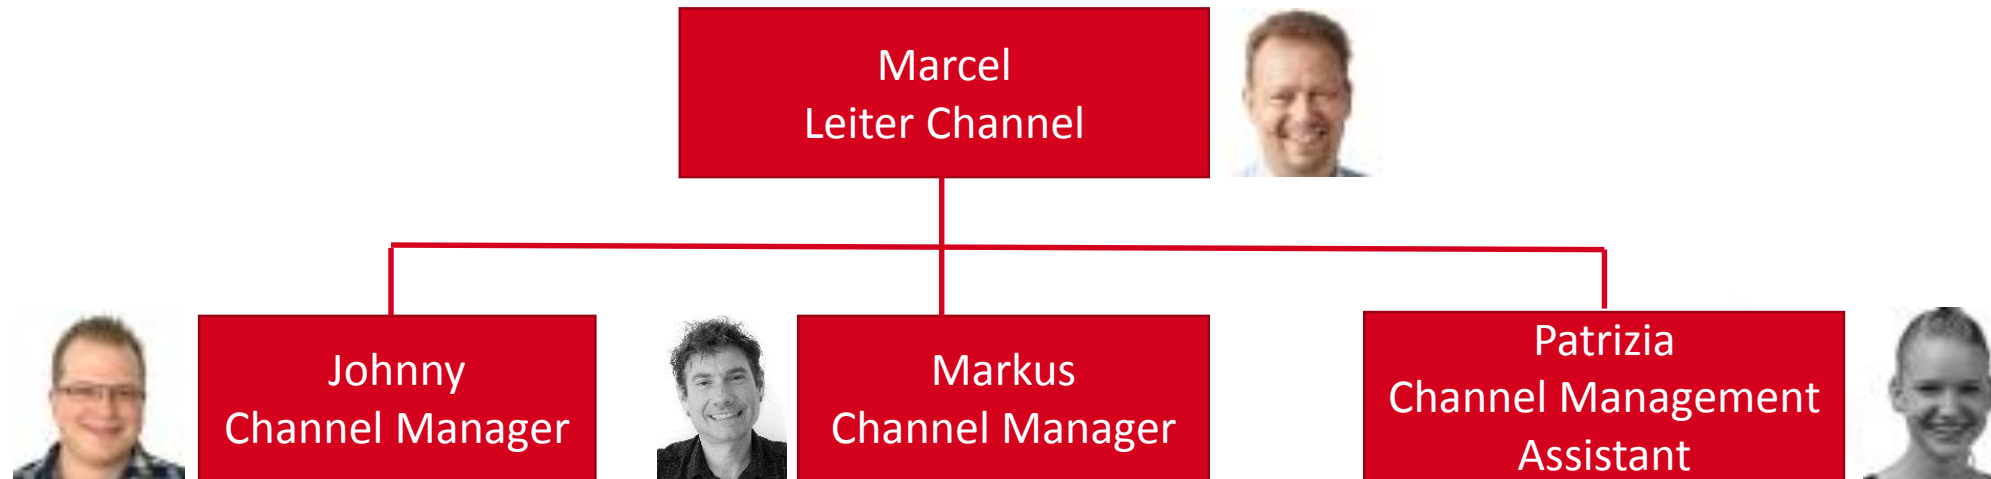 Marcel
Leiter Channel
Johnny
Channel Manager
Markus
Channel Manager
Patrizia
Channel Management
Assistant